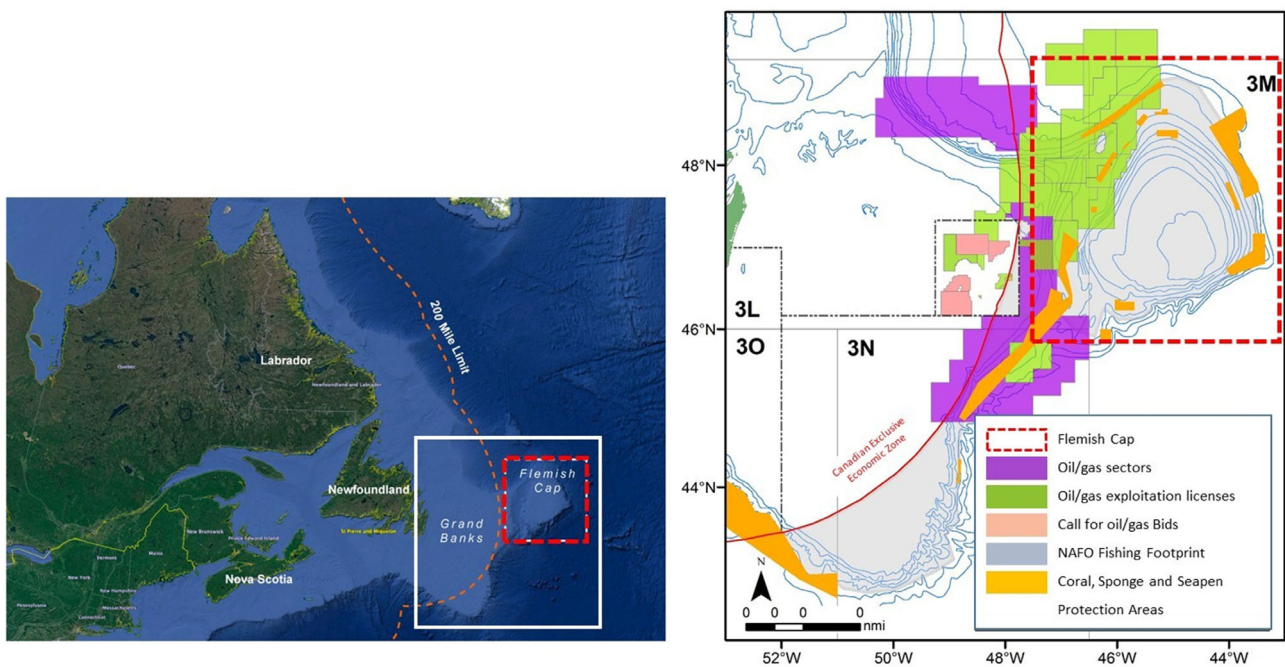 Labrador
Quebec
Newfoundland and Labrador
200 Mile Limit
Newfoundland
St Pierre and Miquelon
Flemish
Cap
Grand
Banks
New Brunswick
Prince Edward Island
Nova Scotia
Maine
Vermont
New York
New Hampshire
Massachusetts
Connecticut
Pennsylvania
3M
48°N
3L
46°N
3O
3N
Canadian Exclusive
Economic Zone
44°N
N
0 0 0 0
nmi
52°W 50°W 48°W 46°W 44°W
Flemish Cap
Oil/gas sectors
Oil/gas exploitation licenses
Call for oil/gas Bids
NAFO Fishing Footprint
Coral, Sponge and Seapen
Protection Areas